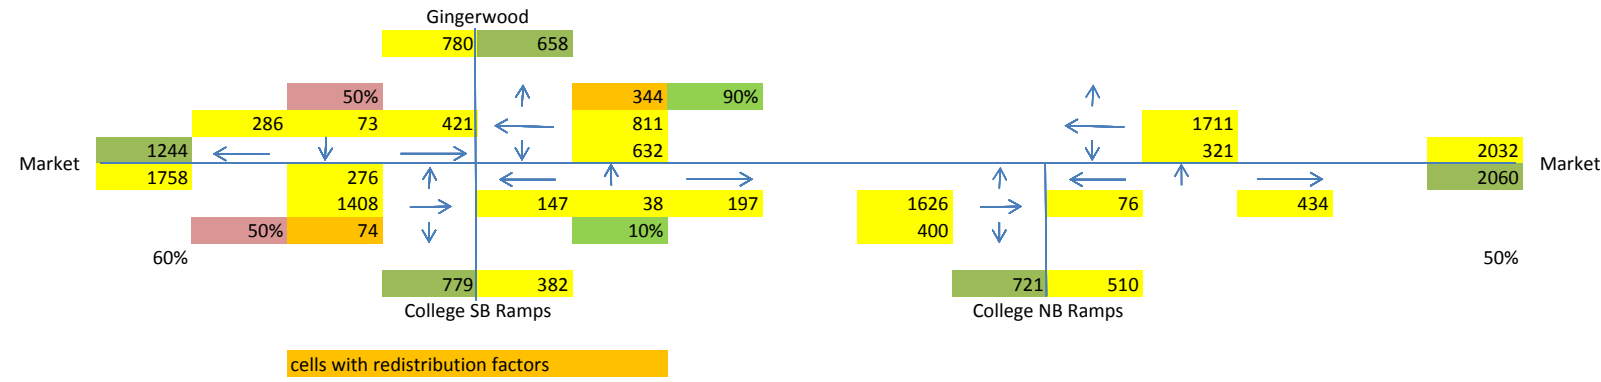 Gingerwood
780 658
50% 344 90%
286 73 421 811 1711
1244 632 321 2032
Market Market
1758 276 2060
1408 147 38 197 1626 76 434
50% 74 10% 400
60% 50%
779 382 721 510
College SB Ramps College NB Ramps
cells with redistribution factors